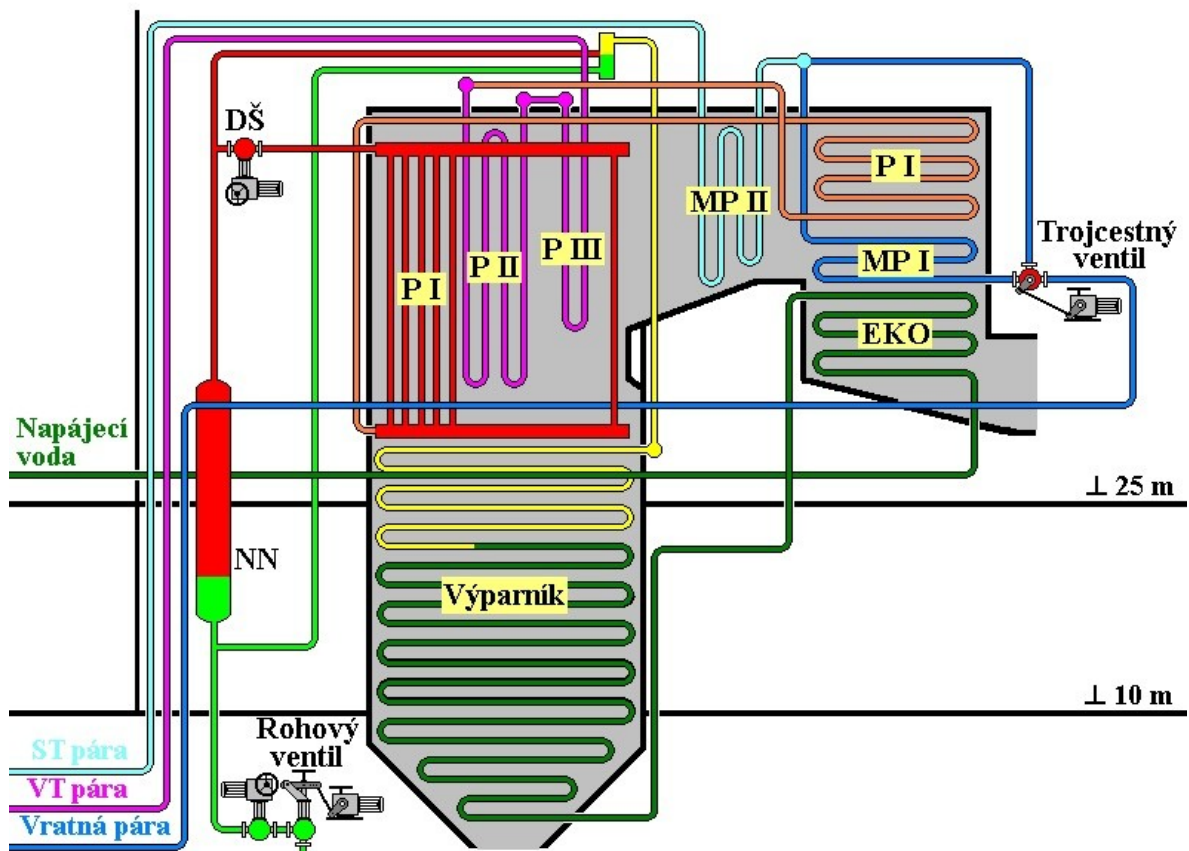 DŠ
P I
P II
P III
MP II
P I
MP I
EKO
Trojcestný
ventil
Napájecí
voda
⊥ 25 m
NN
Výparník
⊥ 10 m
Rohový
ventil
ST pára
VT pára
Vratná pára